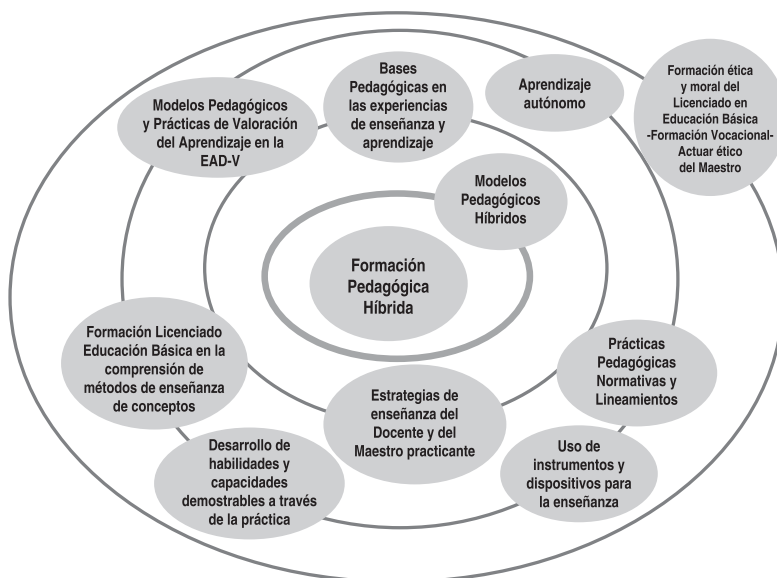 Modelos Pedagógicos
y Prácticas de Valoración
del Aprendizaje en la
EAD-V
Bases
Pedagógicas en
las experiencias
de enseñanza y
aprendizaje
Aprendizaje
autónomo
Formación ética
y moral del
Licenciado en
Educación Básica
-Formación Vocacional-
Actuar ético
del Maestro
Modelos
Pedagógicos
Híbridos
Formación
Pedagógica
Híbrida
Formación Licenciado
Educación Básica en la
comprensión de
métodos de enseñanza
de conceptos
Estrategias de
enseñanza del
Docente y del
Maestro practicante
Prácticas
Pedagógicas
Normativas y
Lineamientos
Desarrollo de
habilidades y
capacidades
demostrables a través
de la práctica
Uso de
instrumentos y
dispositivos para
la enseñanza